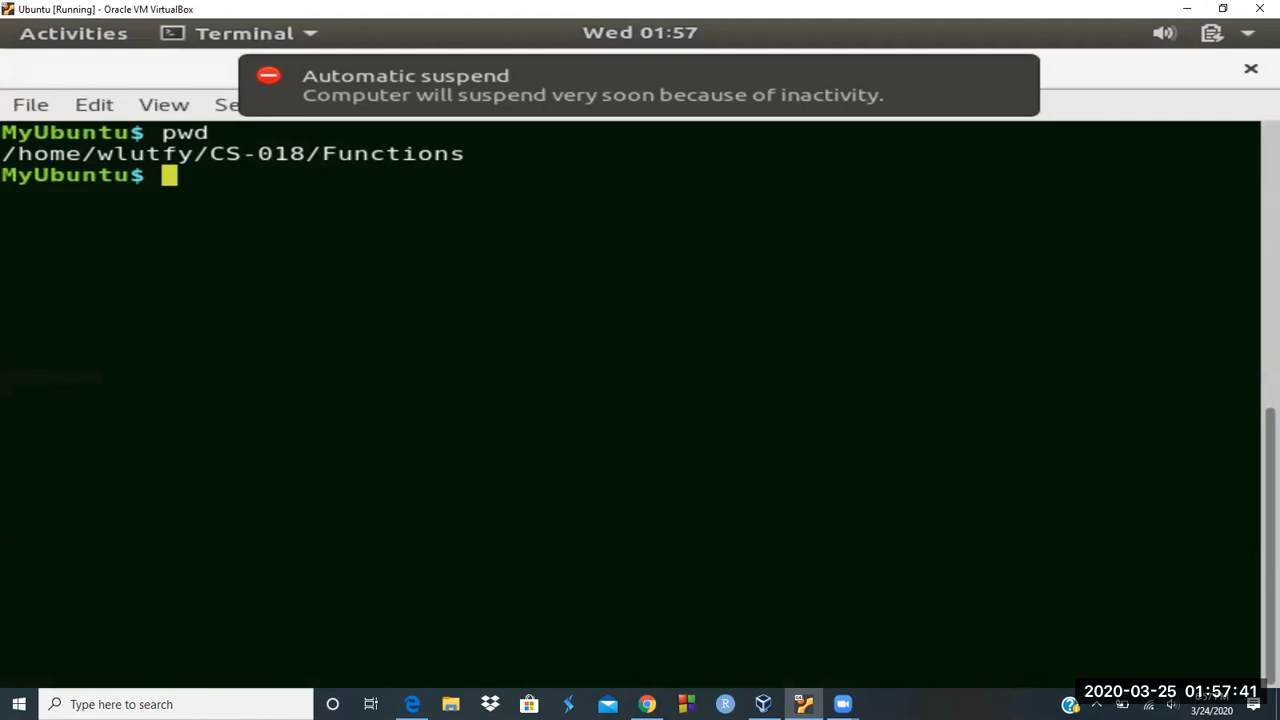 Ubuntu [Running] - Oracle VM VirtualBox
Activities Terminal Wed 01:57
Automatic suspend
Computer will suspend very soon because of inactivity.
File Edit View Se
MyUbuntu$ pwd
/home/wlutfy/CS-018/Functions
MyUbuntu$
Type here to search
2020-03-25 01:57:41
3/24/2020